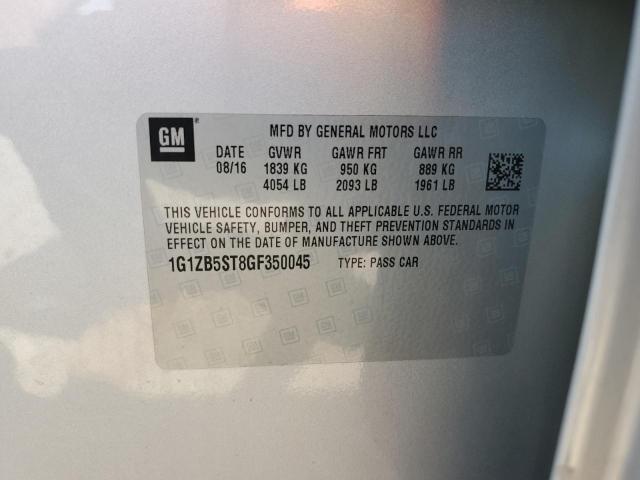 GM ®
MFD BY GENERAL MOTORS LLC
DATE GVWR GAWR FRT GAWR RR
08/16 1839 KG 950 KG 889 KG
4054 LB 2093 LB 1961 LB
THIS VEHICLE CONFORMS TO ALL APPLICABLE U.S. FEDERAL MOTOR
VEHICLE SAFETY, BUMPER, AND THEFT PREVENTION STANDARDS IN
EFFECT ON THE DATE OF MANUFACTURE SHOWN ABOVE.
1G1ZB5ST8GF350045 TYPE: PASS CAR